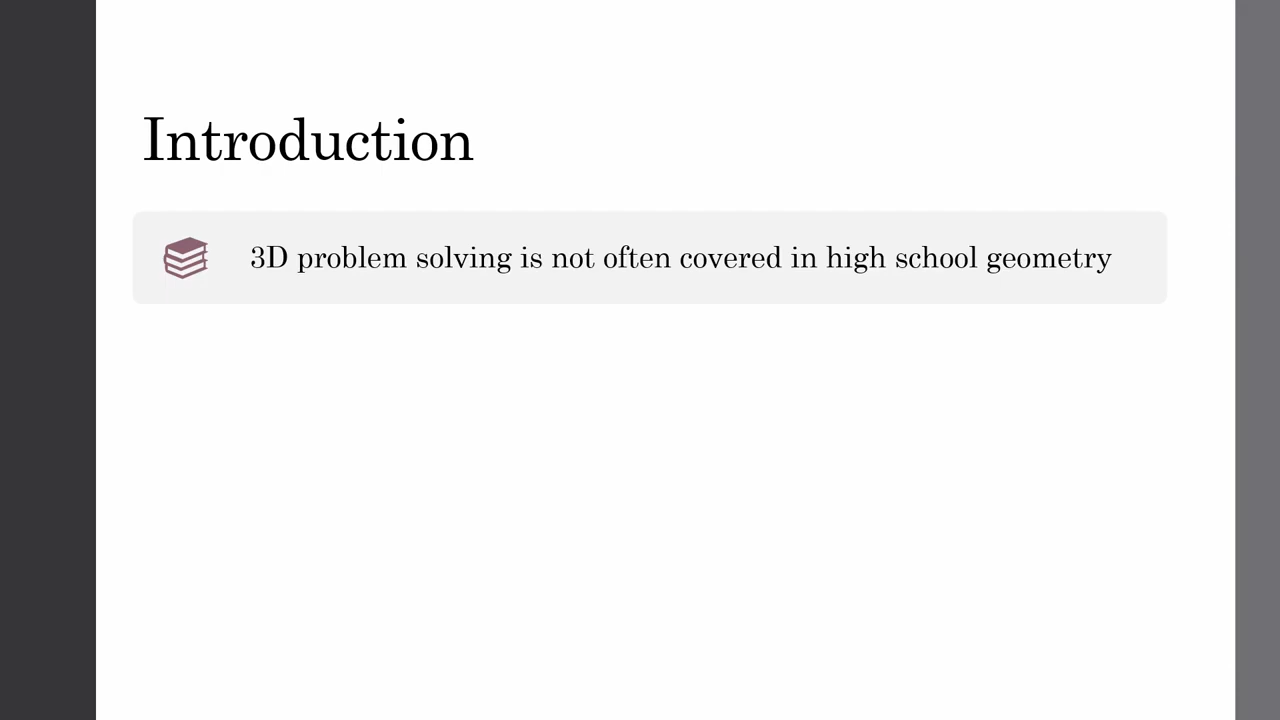 Introduction
3D problem solving is not often covered in high school geometry